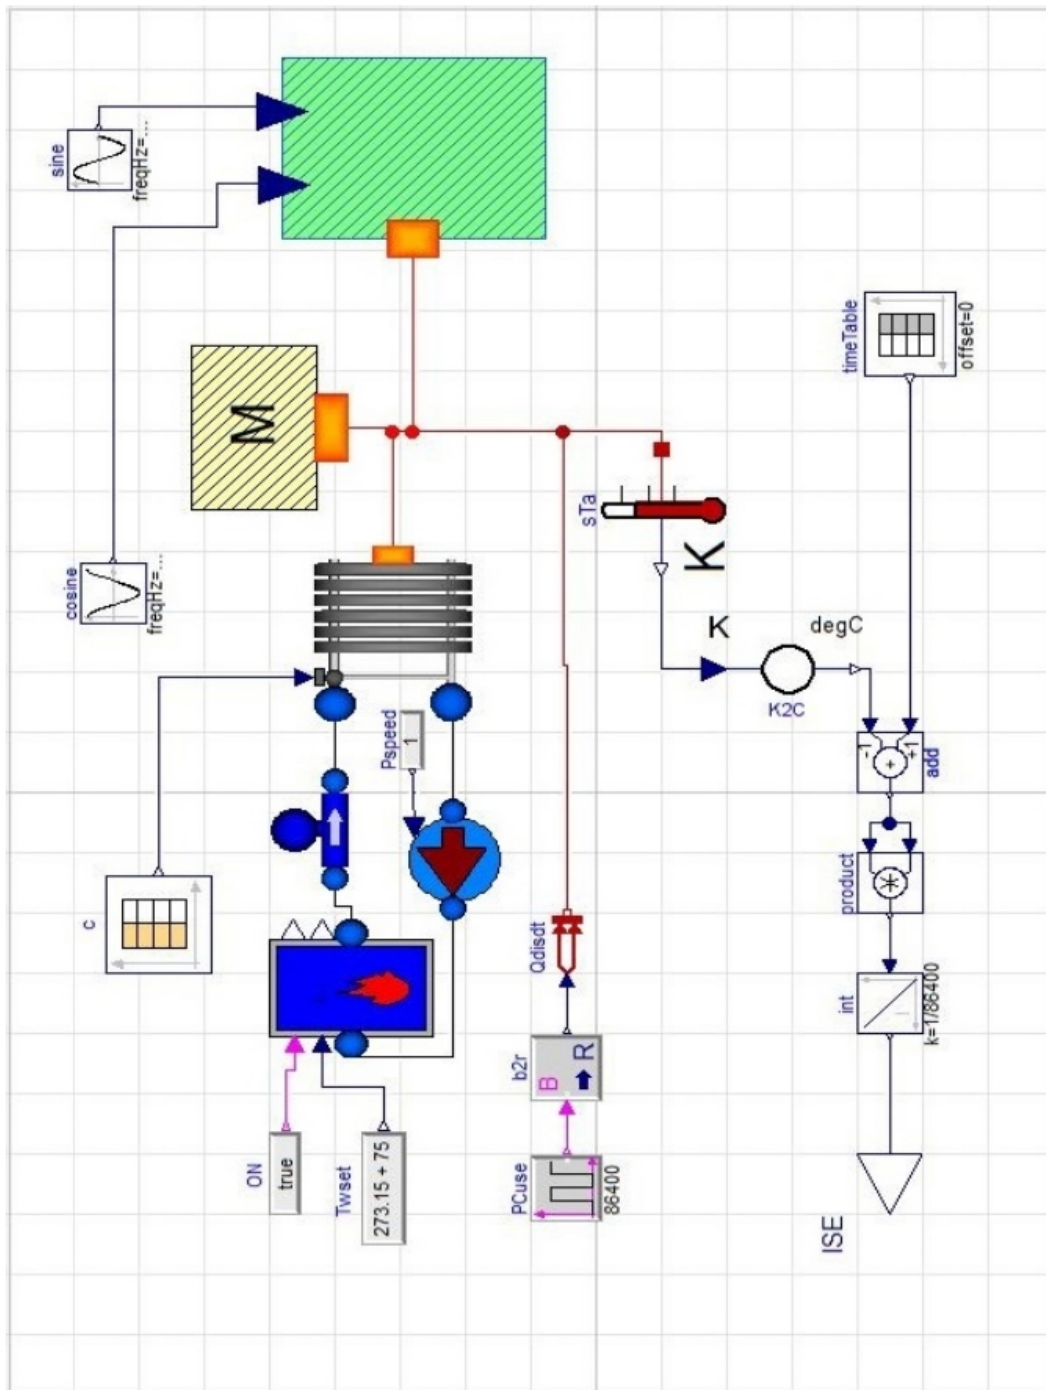 sine
freqHz=...
M
timeTable
offset=0
cosine
freqHz=...
sTa
K
K
degC
K2C
Pspeed
1
-1
+
+1
add
c
product
*
Qdisdt
int
I
k=1/86400
b2r
B
R
ON
true
Twset
273.15 + 75
PCuse
86400
ISE